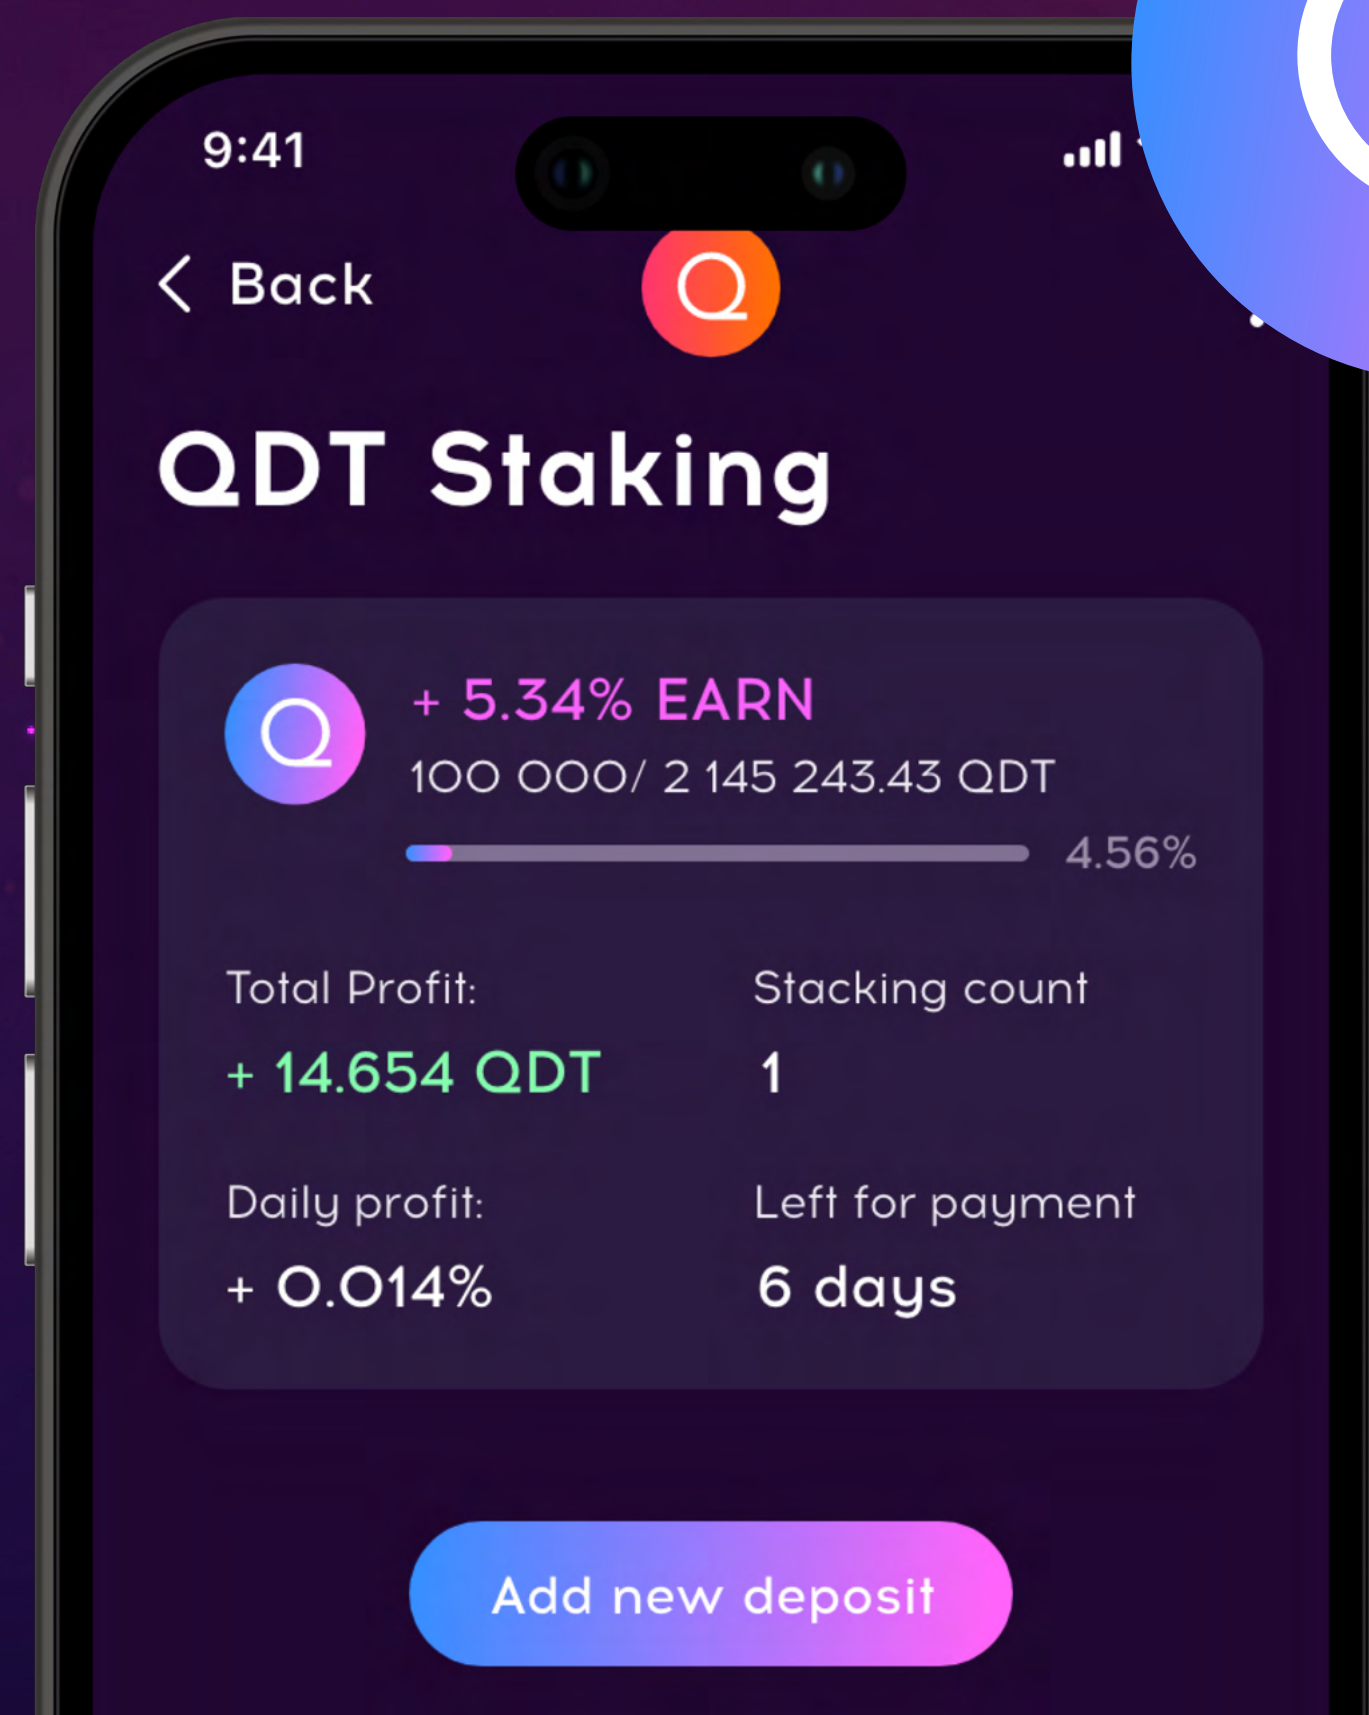 9:41
Back
QDT Staking
+ 5.34% EARN
100 000/ 2 145 243.43 QDT
4.56%
Total Profit:
Stacking count
+ 14.654 QDT
1
Daily profit:
Left for payment
+ 0.014%
6 days
Add new deposit